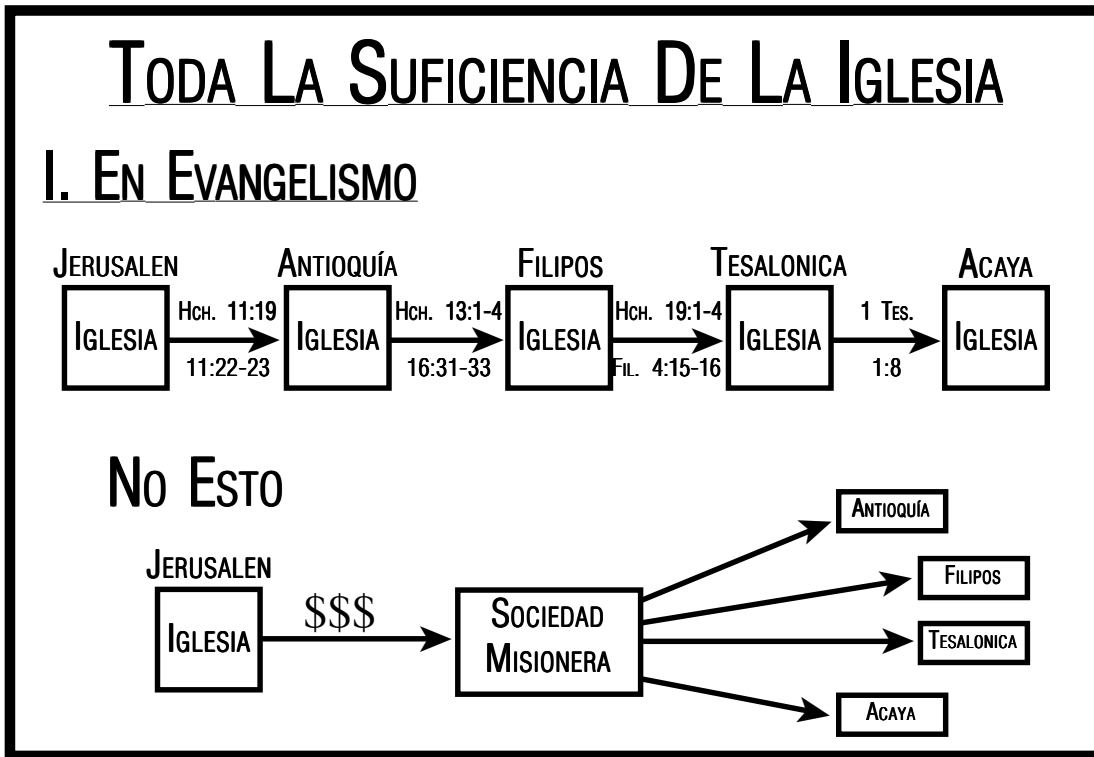 Toda La Suficiencia De La Iglesia
I. En Evangelismo
Jerusalen
Iglesia
Hch. 11:19
11:22-23
Antioquía
Iglesia
Hch. 13:1-4
16:31-33
Filipos
Iglesia
Hch. 19:1-4
Fil. 4:15-16
Tesalonica
Iglesia
1 Tes.
1:8
Acaya
Iglesia
No Esto
Jerusalen
Iglesia
$$$
Sociedad
Misionera
Antioquía
Filipos
Tesalonica
Acaya